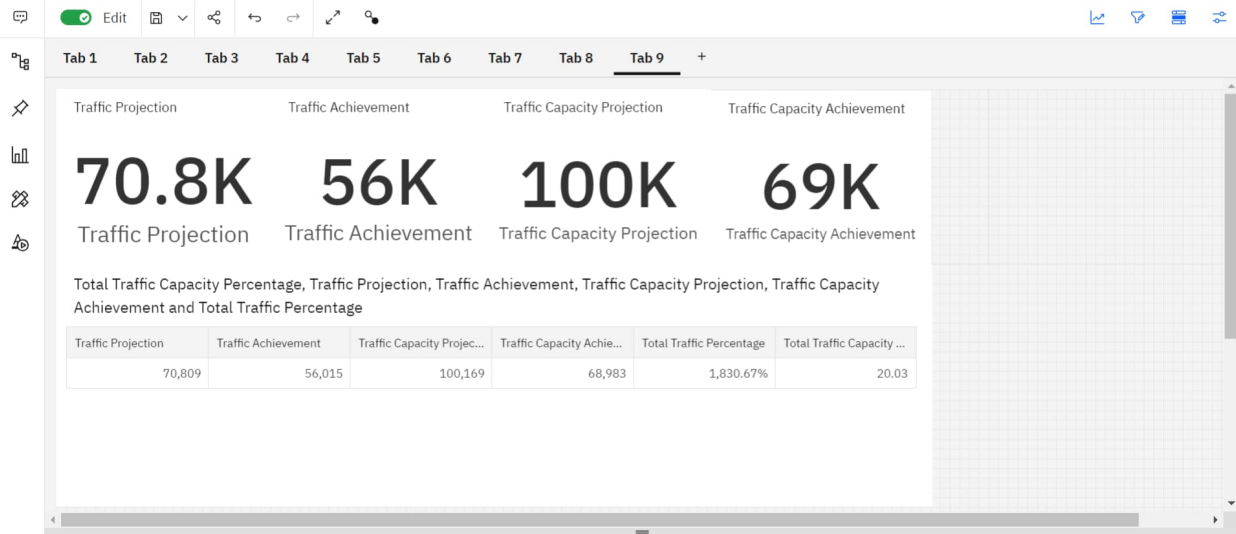 Edit
Tab 1 Tab 2 Tab 3 Tab 4 Tab 5 Tab 6 Tab 7 Tab 8 Tab 9 +
Traffic Projection Traffic Achievement Traffic Capacity Projection Traffic Capacity Achievement
70.8K 56K 100K 69K
Traffic Projection Traffic Achievement Traffic Capacity Projection Traffic Capacity Achievement
Total Traffic Capacity Percentage, Traffic Projection, Traffic Achievement, Traffic Capacity Projection, Traffic Capacity
Achievement and Total Traffic Percentage
Traffic Projection Traffic Achievement Traffic Capacity Projec... Traffic Capacity Achie... Total Traffic Percentage Total Traffic Capacity ...
70,809 56,015 100,169 68,983 1,830.67% 20.03